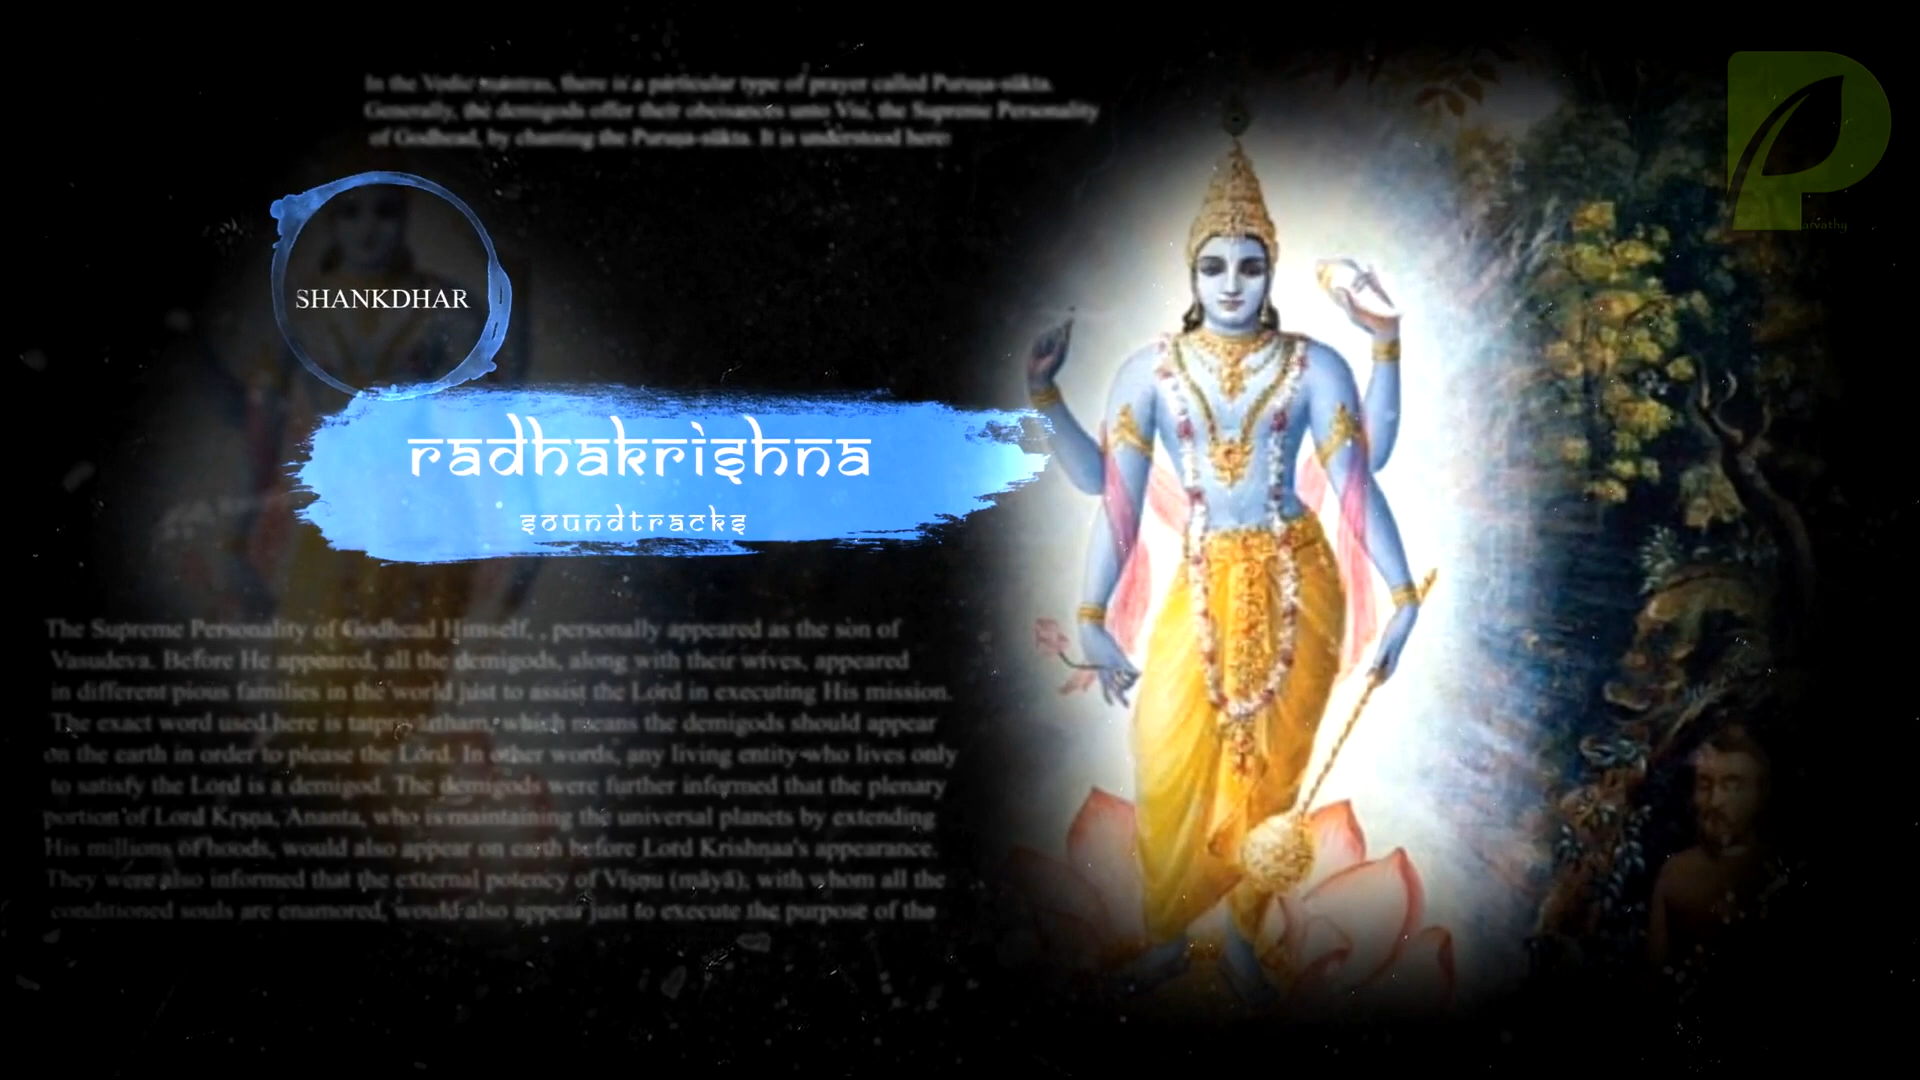 In the Vedic mantras, there is a particular type of prayer called Puruṣa-sūkta.
Generally, the demigods offer their obeisances unto Viṣṇ, the Supreme Personality
of Godhead, by chanting the Puruṣa-sūkta. It is understood here:
SHANKDHAR
radhakrishna
soundtracks
The Supreme Personality of Godhead Himself, , personally appeared as the son of
Vasudeva. Before He appeared, all the demigods, along with their wives, appeared
in different pious families in the world just to assist the Lord in executing His mission.
The exact word used here is which means the demigods should appear
on the earth in order to please the Lord. In other words, any living entity who lives only
to satisfy the Lord is a demigod. The demigods were further informed that the plenary
portion of Lord Kṛṣṇa, Ananta, who is maintaining the universal planets by extending
His millions of hoods, would also appear on earth before Lord Krishnaa's appearance.
They were also informed that the external potency of Viṣṇu (māyā), with whom all the
conditioned souls are enamored, would also appear just to execute the purpose of the
P
arvathy